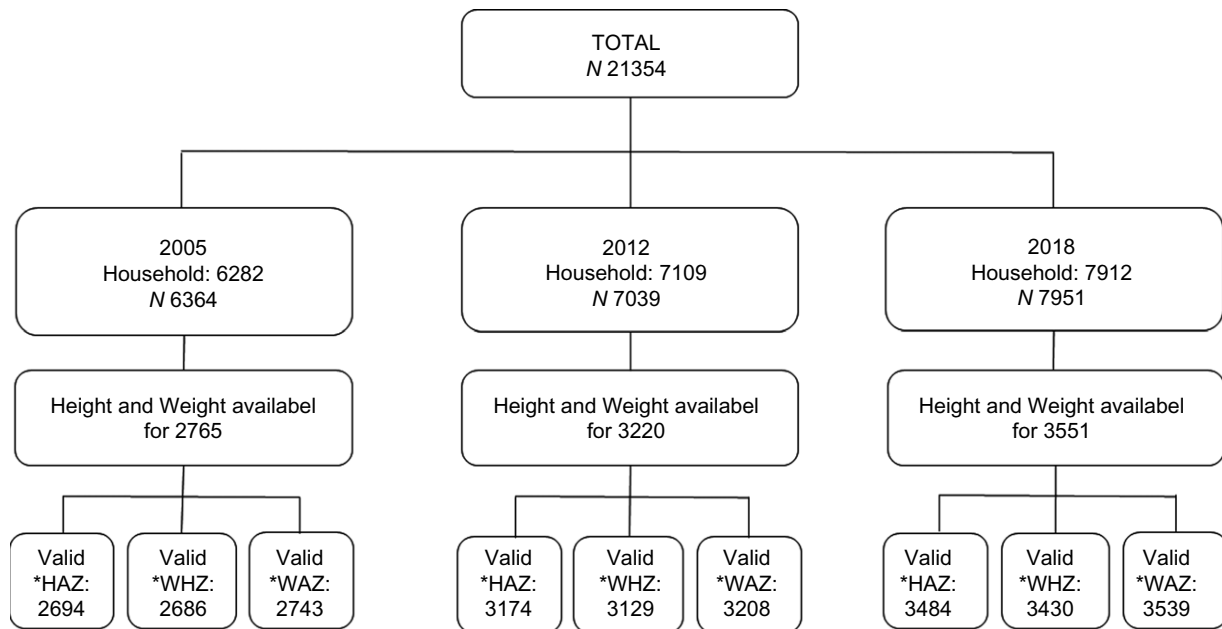 TOTAL
N 21354
2005
Household: 6282
N 6364
2012
Household: 7109
N 7039
2018
Household: 7912
N 7951
Height and Weight availabel
for 2765
Height and Weight availabel
for 3220
Height and Weight availabel
for 3551
Valid
*HAZ:
2694
Valid
*WHZ:
2686
Valid
*WAZ:
2743
Valid
*HAZ:
3174
Valid
*WHZ:
3129
Valid
*WAZ:
3208
Valid
*HAZ:
3484
Valid
*WHZ:
3430
Valid
*WAZ:
3539